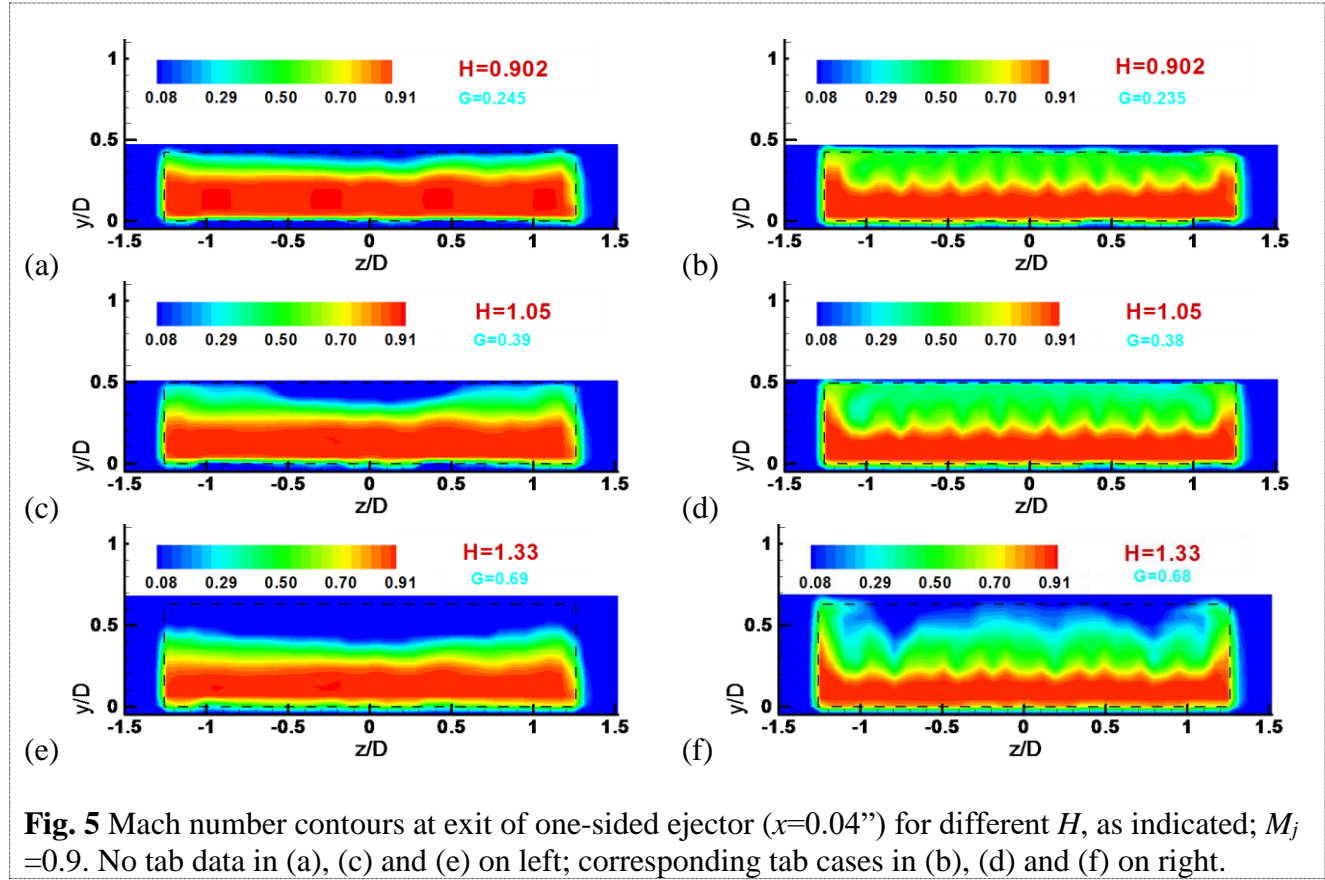 1
H=0.902
G=0.245
0.08 0.29 0.50 0.70 0.91
0.5
0
y/D
-1.5 -1 -0.5 0 0.5 1 1.5
z/D
(a)
1
H=0.902
G=0.235
0.08 0.29 0.50 0.70 0.91
0.5
0
y/D
-1.5 -1 -0.5 0 0.5 1 1.5
z/D
(b)
1
H=1.05
G=0.39
0.08 0.29 0.50 0.70 0.91
0.5
0
y/D
-1.5 -1 -0.5 0 0.5 1 1.5
z/D
(c)
1
H=1.05
G=0.38
0.08 0.29 0.50 0.70 0.91
0.5
0
y/D
-1.5 -1 -0.5 0 0.5 1 1.5
z/D
(d)
1
H=1.33
G=0.69
0.08 0.29 0.50 0.70 0.91
0.5
0
y/D
-1.5 -1 -0.5 0 0.5 1 1.5
z/D
(e)
1
H=1.33
G=0.68
0.08 0.29 0.50 0.70 0.91
0.5
0
y/D
-1.5 -1 -0.5 0 0.5 1 1.5
z/D
(f)
Fig. 5 Mach number contours at exit of one-sided ejector (x=0.04”) for different H, as indicated; Mj
=0.9. No tab data in (a), (c) and (e) on left; corresponding tab cases in (b), (d) and (f) on right.